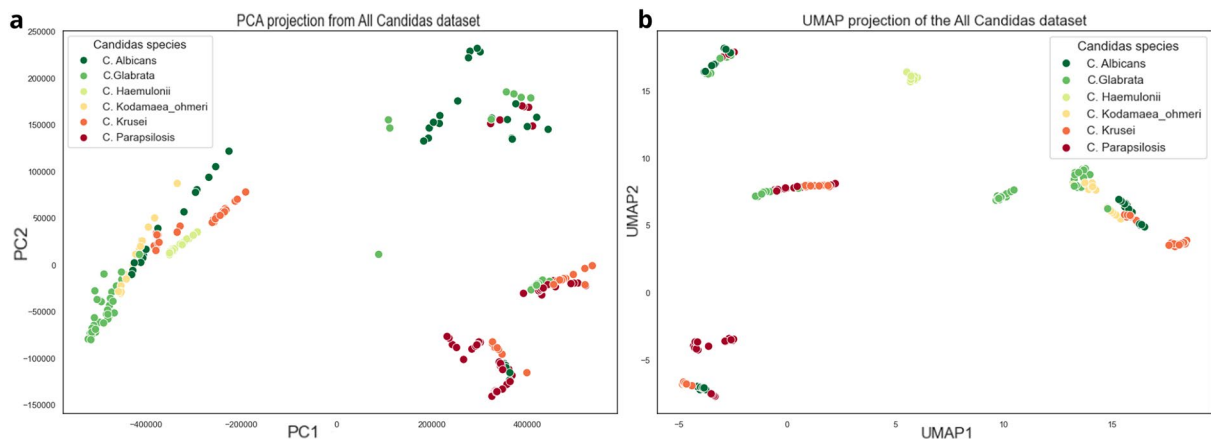 a
PCA projection from All Candidas dataset
250000
200000
150000
100000
50000
0
−50000
−100000
−150000
PC2
Candidas species
C. Albicans
C.Glabrata
C. Haemulonii
C. Kodamaea_ohmeri
C. Krusei
C. Parapsilosis
−400000
−200000
0
200000
400000
PC1
b
UMAP projection of the All Candidas dataset
15
10
5
0
−5
UMAP2
Candidas species
C. Albicans
C.Glabrata
C. Haemulonii
C. Kodamaea_ohmeri
C. Krusei
C. Parapsilosis
−5
0
5
10
15
UMAP1